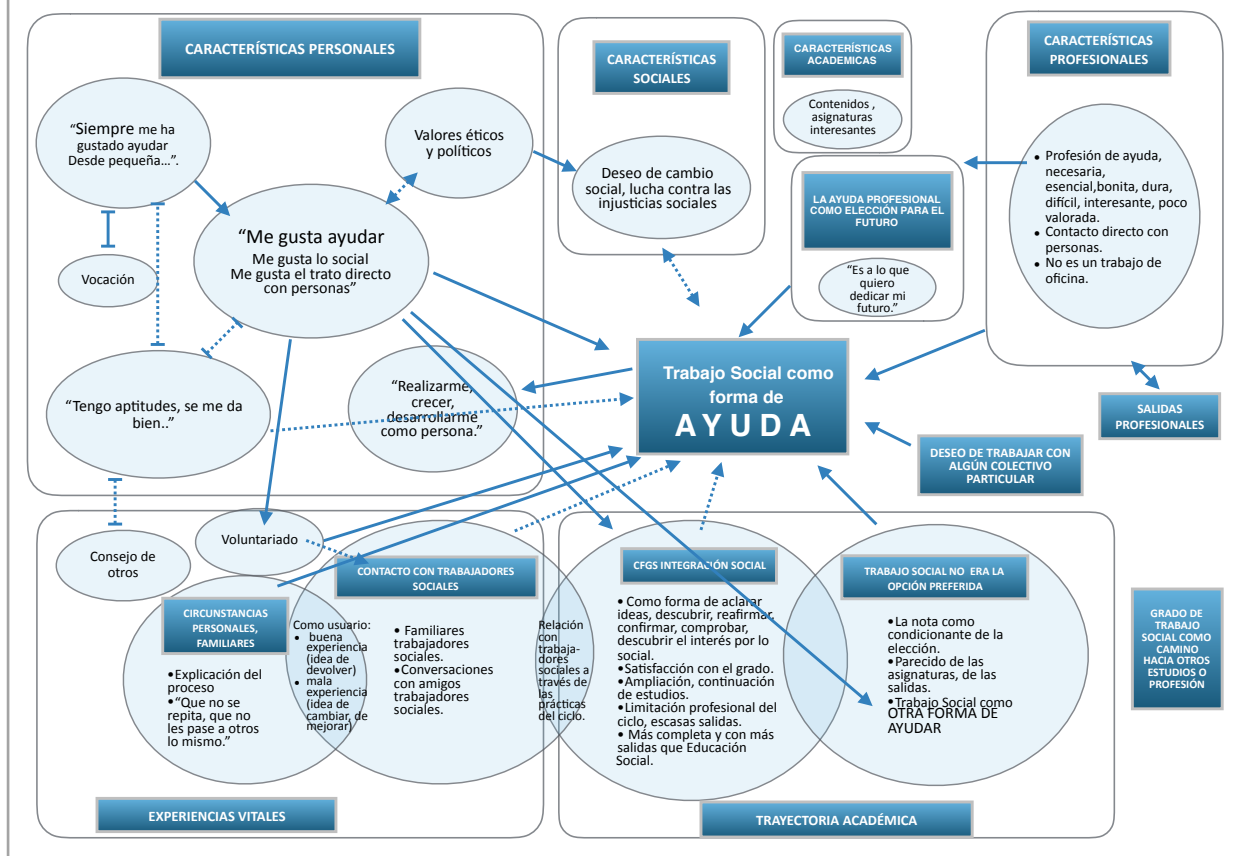 CARACTERÍSTICAS PERSONALES
“Siempre me ha
gustado ayudar
Desde pequeña...”.
Valores éticos
y políticos
“Me gusta ayudar
Me gusta lo social
Me gusta el trato directo
con personas”
Vocación
“Tengo aptitudes, se me da
bien..”
“Realizarme,
crecer,
desarrollarme
como persona.”
CARACTERÍSTICAS
SOCIALES
Deseo de cambio
social, lucha contra las
injusticias sociales
CARACTERÍSTICAS
ACADEMICAS
Contenidos ,
asignaturas
interesantes
LA AYUDA PROFESIONAL
COMO ELECCIÓN PARA EL
FUTURO
“Es a lo que
quiero
dedicar mi
futuro.”
CARACTERÍSTICAS
PROFESIONALES
• Profesión de ayuda,
necesaria,
esencial,bonita, dura,
difícil, interesante, poco
valorada.
• Contacto directo con
personas.
• No es un trabajo de
oficina.
Trabajo Social como
forma de
AYUDA
SALIDAS
PROFESIONALES
DESEO DE TRABAJAR CON
ALGÚN COLECTIVO
PARTICULAR
Consejo de
otros
Voluntariado
CIRCUNSTANCIAS
PERSONALES,
FAMILIARES
•Explicación del
proceso
•“Que no se
repita, que no
les pase a otros
lo mismo.”
Como usuario:
• buena
experiencia
(idea de
devolver)
• mala
experiencia
(idea de
cambiar, de
mejorar)
CONTACTO CON TRABAJADORES
SOCIALES
• Familiares
trabajadores
sociales.
•Conversaciones
con amigos
trabajadores
sociales.
Relación
con
trabaja-
dores
sociales a
través de
las
prácticas
del ciclo.
EXPERIENCIAS VITALES
CFGS INTEGRACIÓN SOCIAL
•Como forma de aclarar
ideas, descubrir, reafirmar,
confirmar, comprobar,
descubrir el interés por lo
social.
•Satisfacción con el grado.
•Ampliación, continuación
de estudios.
•Limitación profesional del
ciclo, escasas salidas.
• Más completa y con más
salidas que Educación
Social.
TRABAJO SOCIAL NO ERA LA
OPCIÓN PREFERIDA
•La nota como
condicionante de la
elección.
•Parecido de las
asignaturas, de las
salidas.
•Trabajo Social como
OTRA FORMA DE
AYUDAR
TRAYECTORIA ACADÉMICA
GRADO DE
TRABAJO
SOCIAL COMO
CAMINO
HACIA OTROS
ESTUDIOS O
PROFESIÓN